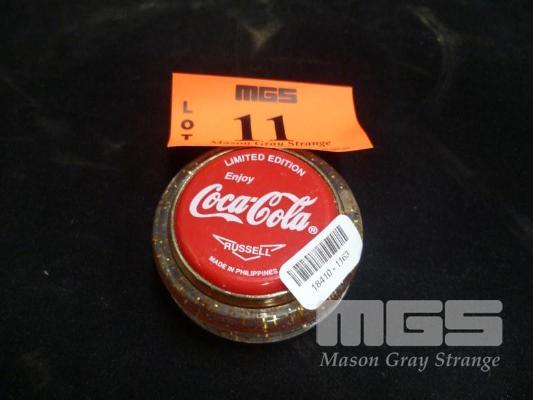 MGS
LOT
11
Mason Gray Strange
LIMITED EDITION
Enjoy
Coca-Cola®
RUSSELL
MADE IN PHILIPPINES
18410 - 1163
MGS
Mason Gray Strange